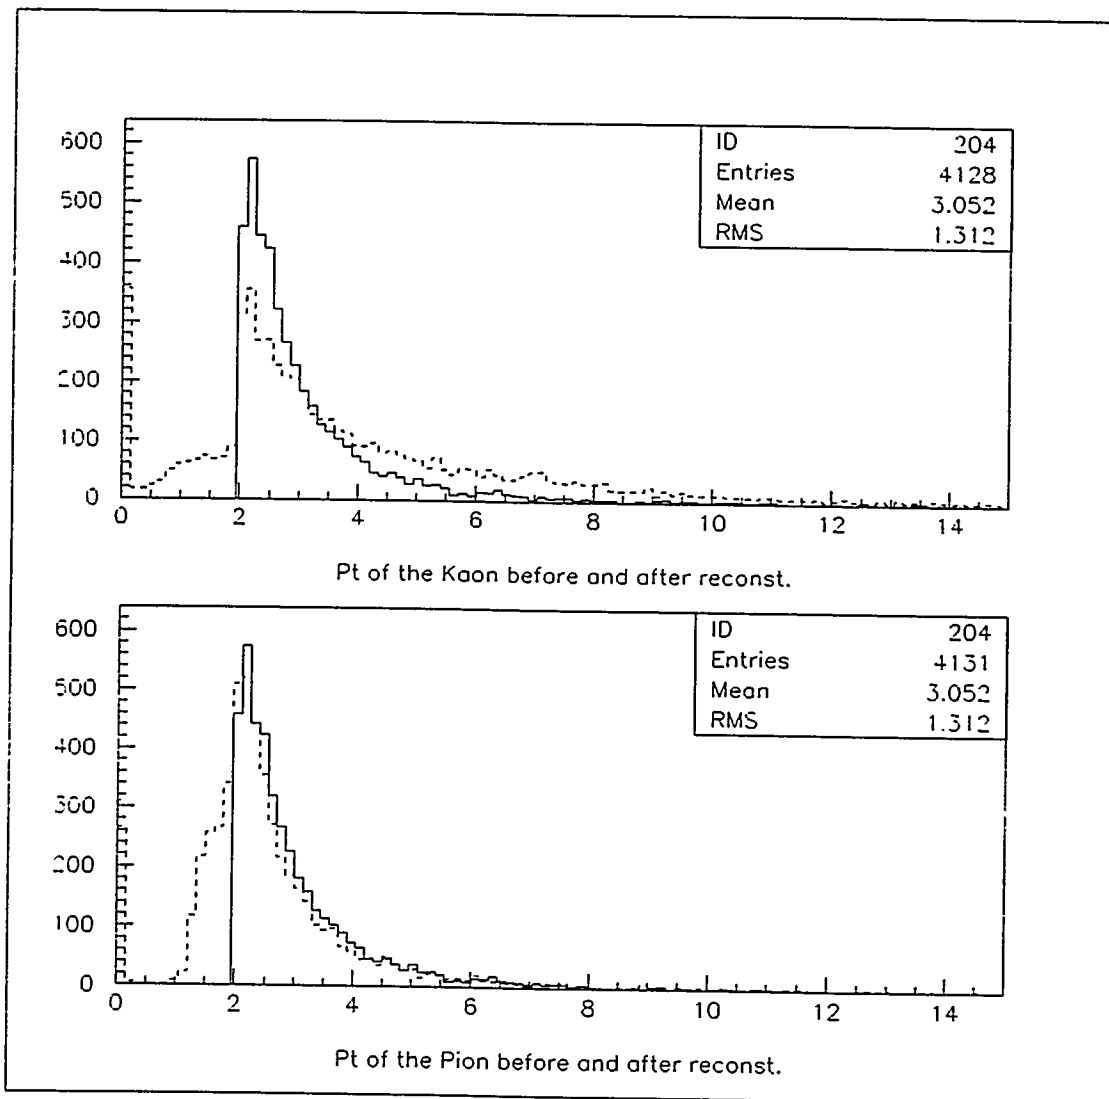 600
500
400
300
200
100
0
ID 204
Entries 4128
Mean 3.052
RMS 1.312
0 2 4 6 8 10 12 14
Pt of the Kaon before and after reconst.
600
500
400
300
200
100
0
ID 204
Entries 4131
Mean 3.052
RMS 1.312
0 2 4 6 8 10 12 14
Pt of the Pion before and after reconst.